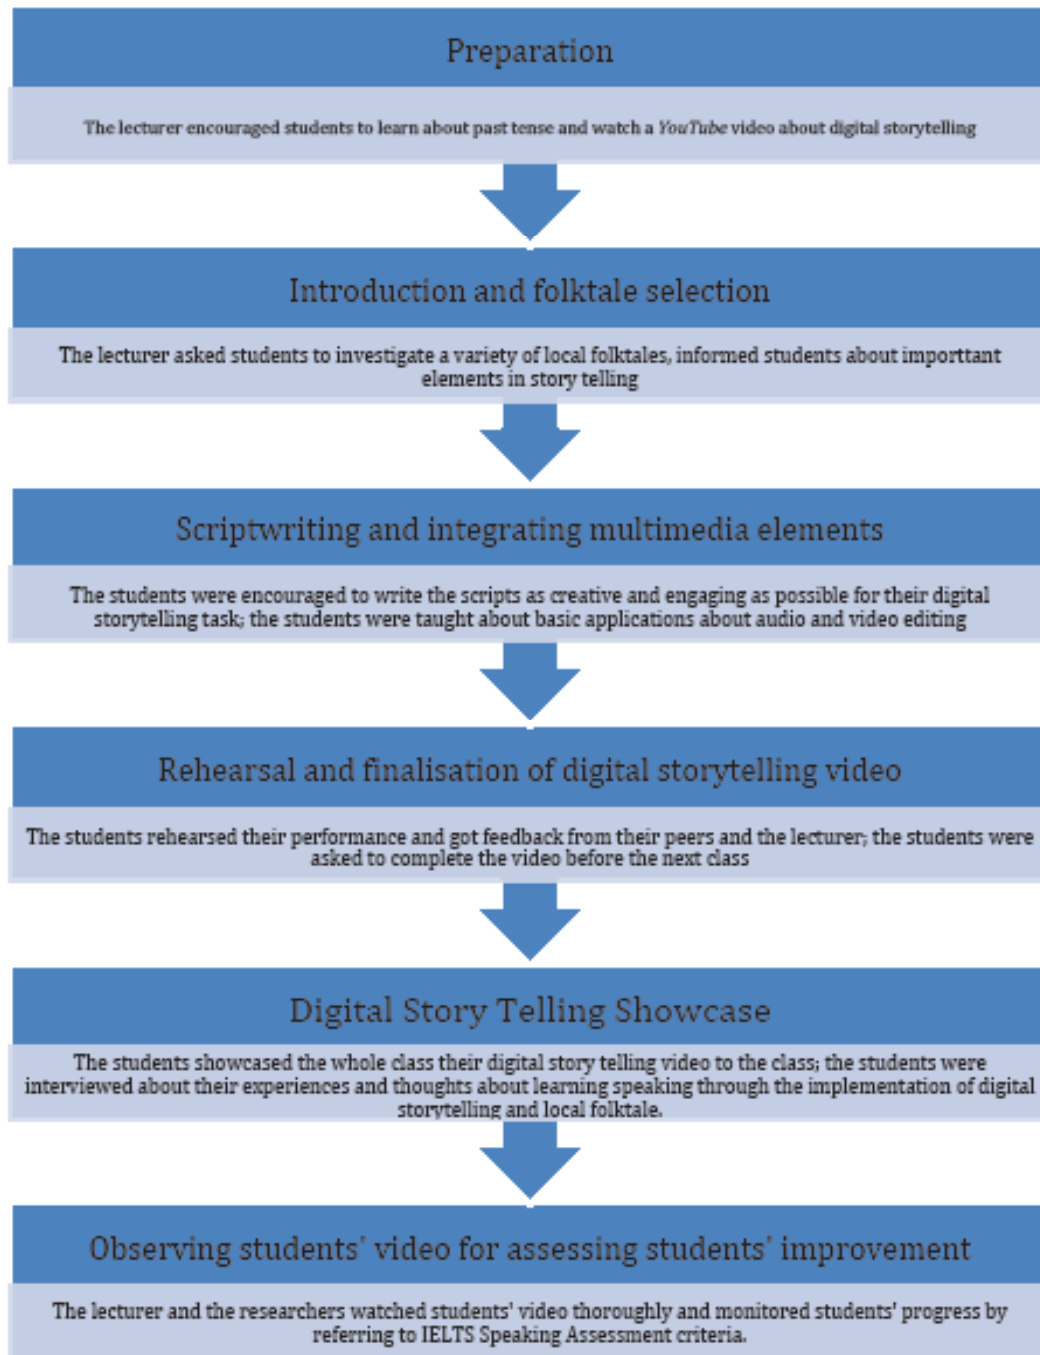 Preparation
The lecturer encouraged students to learn about past tense and watch a YouTube video about digital storytelling
Introduction and folktale selection
The lecturer asked students to investigate a variety of local folktales, informed students about importtant
elements in story telling
Scriptwriting and integrating multimedia elements
The students were encouraged to write the scripts as creative and engaging as possible for their digital
storytelling task; the students were taught about basic applications about audio and video editing
Rehearsal and finalisation of digital storytelling video
The students rehearsed their performance and got feedback from their peers and the lecturer; the students were
asked to complete the video before the next class
Digital Story Telling Showcase
The students showcased the whole class their digital story telling video to the class; the students were
interviewed about their experiences and thoughts about learning speaking through the implementation of digital
storytelling and local folktale.
Observing students' video for assessing students' improvement
The lecturer and the researchers watched students' video thoroughly and monitored students' progress by
referring to IELTS Speaking Assessment criteria.